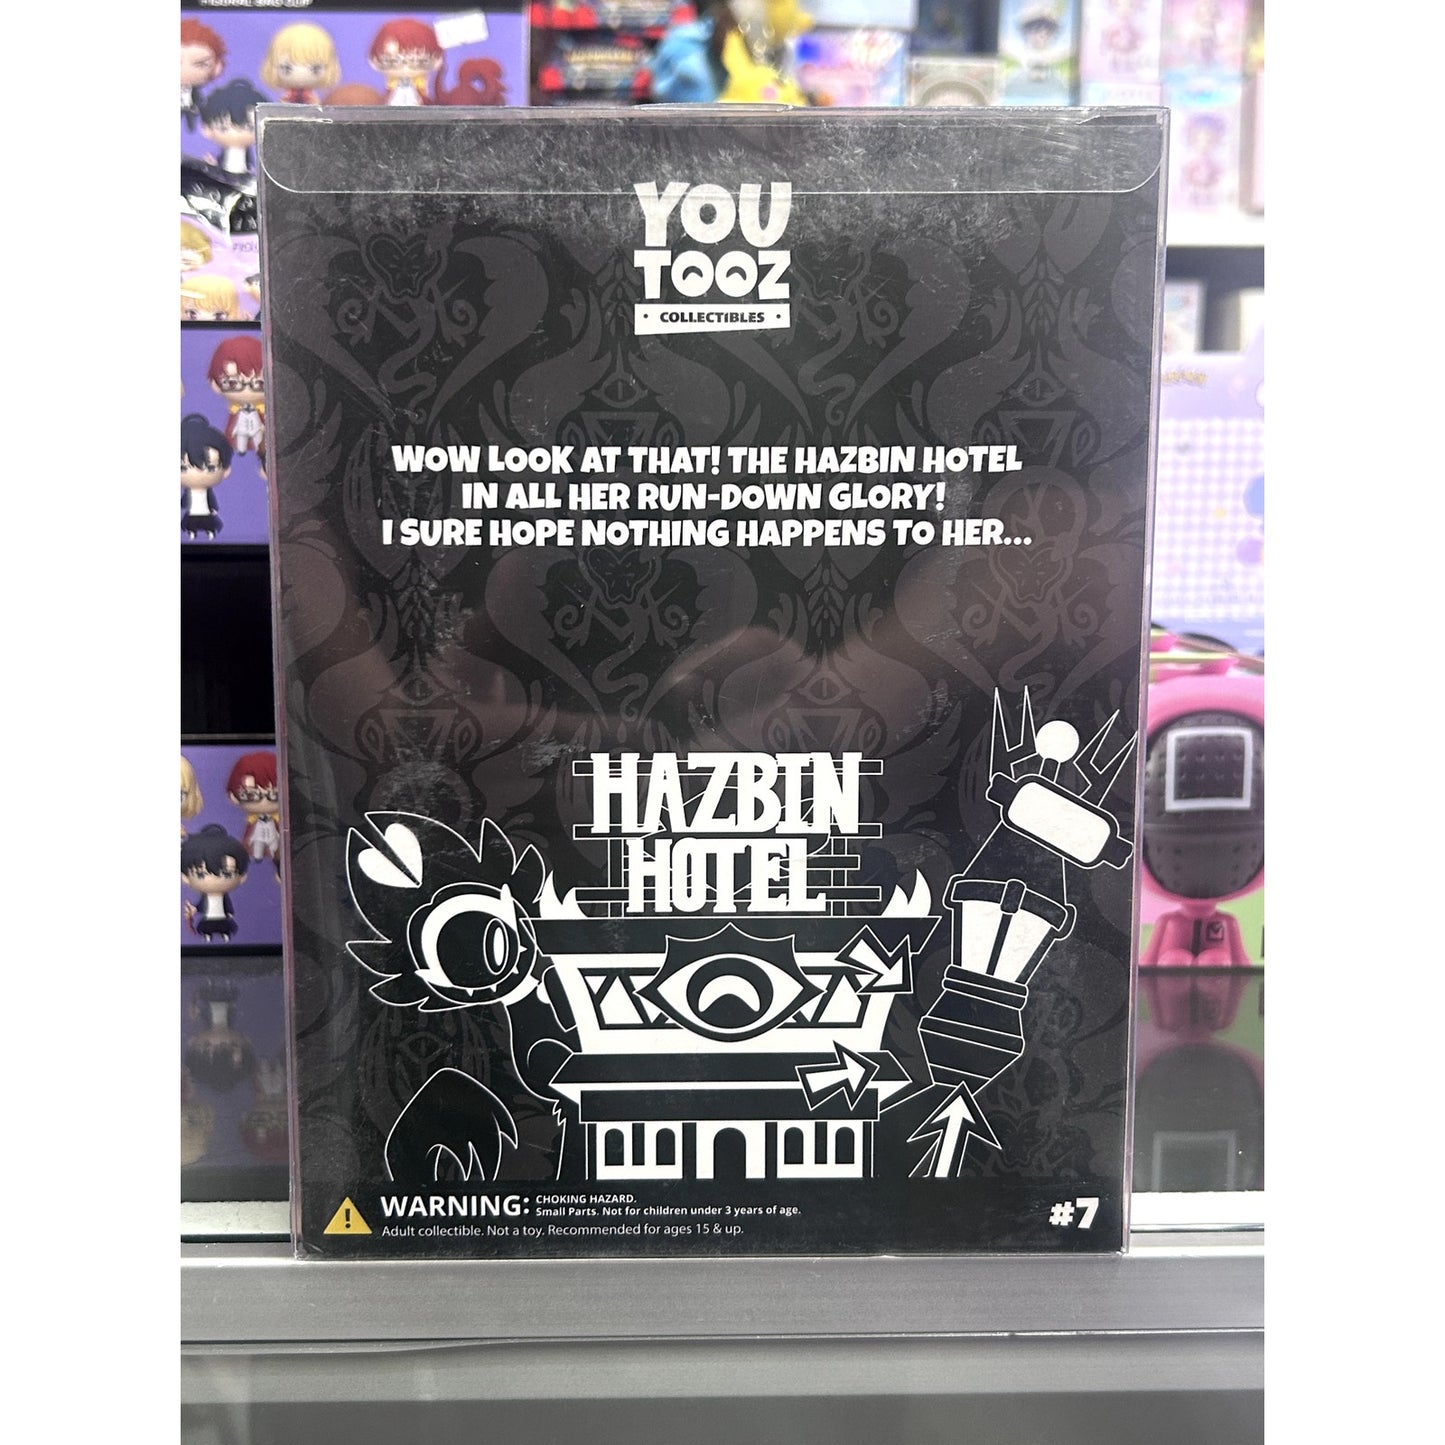 YOU
TOOZ
• COLLECTIBLES •
WOW LOOK AT THAT! THE HAZBIN HOTEL
IN ALL HER RUN-DOWN GLORY!
I SURE HOPE NOTHING HAPPENS TO HER...
HAZBIN
HOTEL
WARNING: CHOKING HAZARD.
Small Parts. Not for children under 3 years of age.
Adult collectible. Not a toy. Recommended for ages 15 & up.
#7